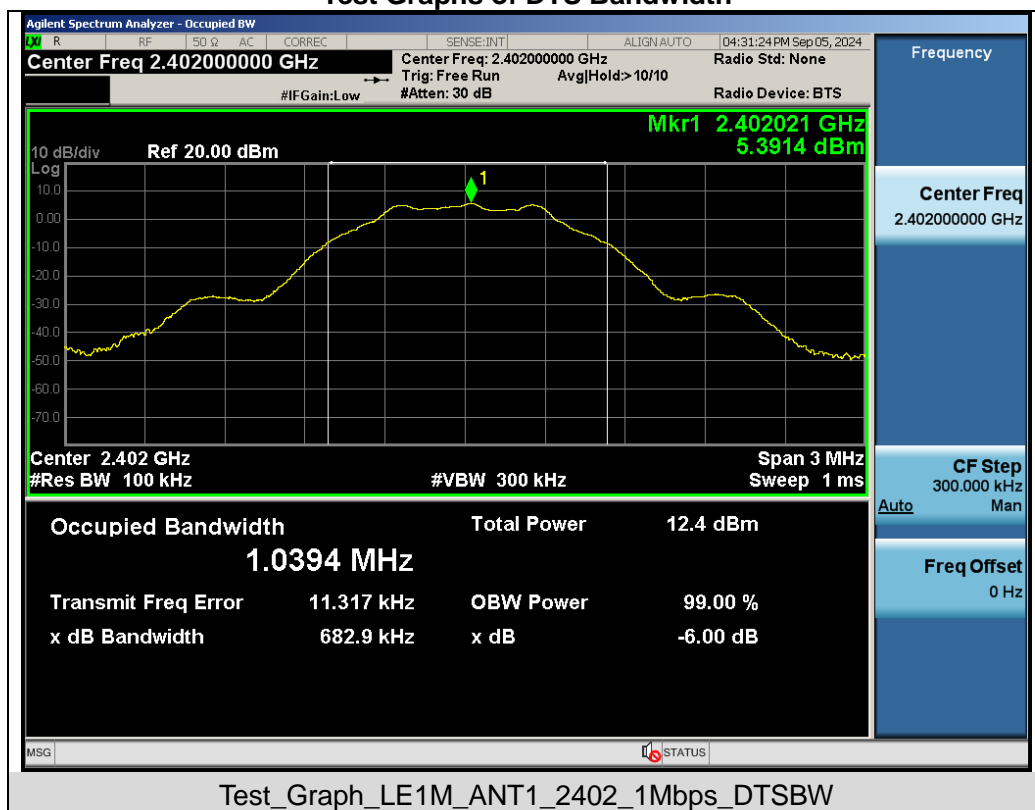 Test Graphs of DTS Bandwidth
Agilent Spectrum Analyzer - Occupied BW
LXI R RF 50 Ω AC CORREC SENSE:INT ALIGN AUTO 04:31:24 PM Sep 05, 2024
Center Freq 2.402000000 GHz
Center Freq: 2.402000000 GHz
Radio Std: None
Trig: Free Run Avg|Hold:> 10/10
#IFGain:Low
#Atten: 30 dB
Radio Device: BTS
Frequency
Mkr1 2.402021 GHz
5.3914 dBm
10 dB/div Ref 20.00 dBm
Log
1
10.0
0.00
-10.0
-20.0
-30.0
-40.0
-50.0
-60.0
-70.0
Center 2.402 GHz Span 3 MHz
#Res BW 100 kHz #VBW 300 kHz Sweep 1 ms
Center Freq
2.402000000 GHz
CF Step
300.000 kHz
Auto Man
Freq Offset
0 Hz
Occupied Bandwidth Total Power 12.4 dBm
1.0394 MHz
Transmit Freq Error 11.317 kHz OBW Power 99.00 %
x dB Bandwidth 682.9 kHz x dB -6.00 dB
MSG STATUS
Test_Graph_LE1M_ANT1_2402_1Mbps_DTSBW